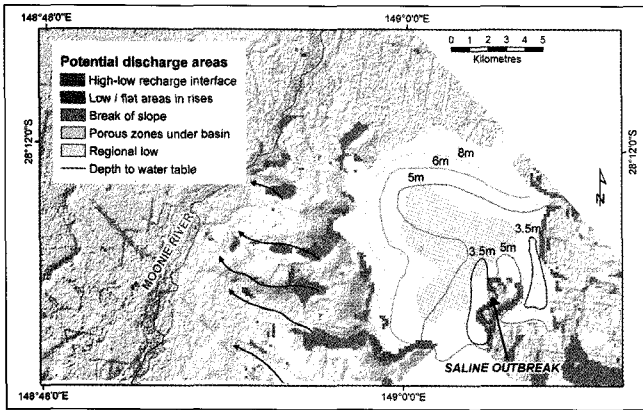 148°48'0"E
149°0'0"E
0 1 2 3 4 5
Kilometres
Potential discharge areas
High-low recharge interface
Low / flat areas in rises
Break of slope
Porous zones under basin
Regional low
Depth to water table
28°12'0"S
28°12'0"S
8m
6m
5m
3.5m
3.5m
5m
MOONIE RIVER
SALINE OUTBREAK
148°48'0"E
149°0'0"E